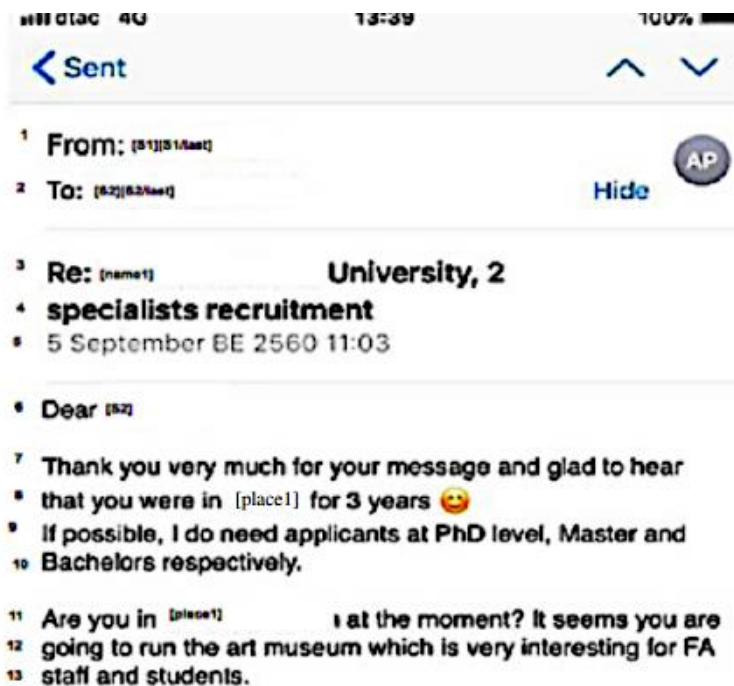 dtac 4G 13:39 100%
Sent
1 From: [S1][S1/last]
AP
2 To: [S2][S2/last] Hide
3 Re: [name1] University, 2
4 specialists recruitment
5 5 September BE 2560 11:03
6 Dear [S2]
7 Thank you very much for your message and glad to hear
8 that you were in [place1] for 3 years 😊
9 If possible, I do need applicants at PhD level, Master and
10 Bachelors respectively.
11 Are you in [place1] at the moment? It seems you are
12 going to run the art museum which is very interesting for FA
13 staff and students.